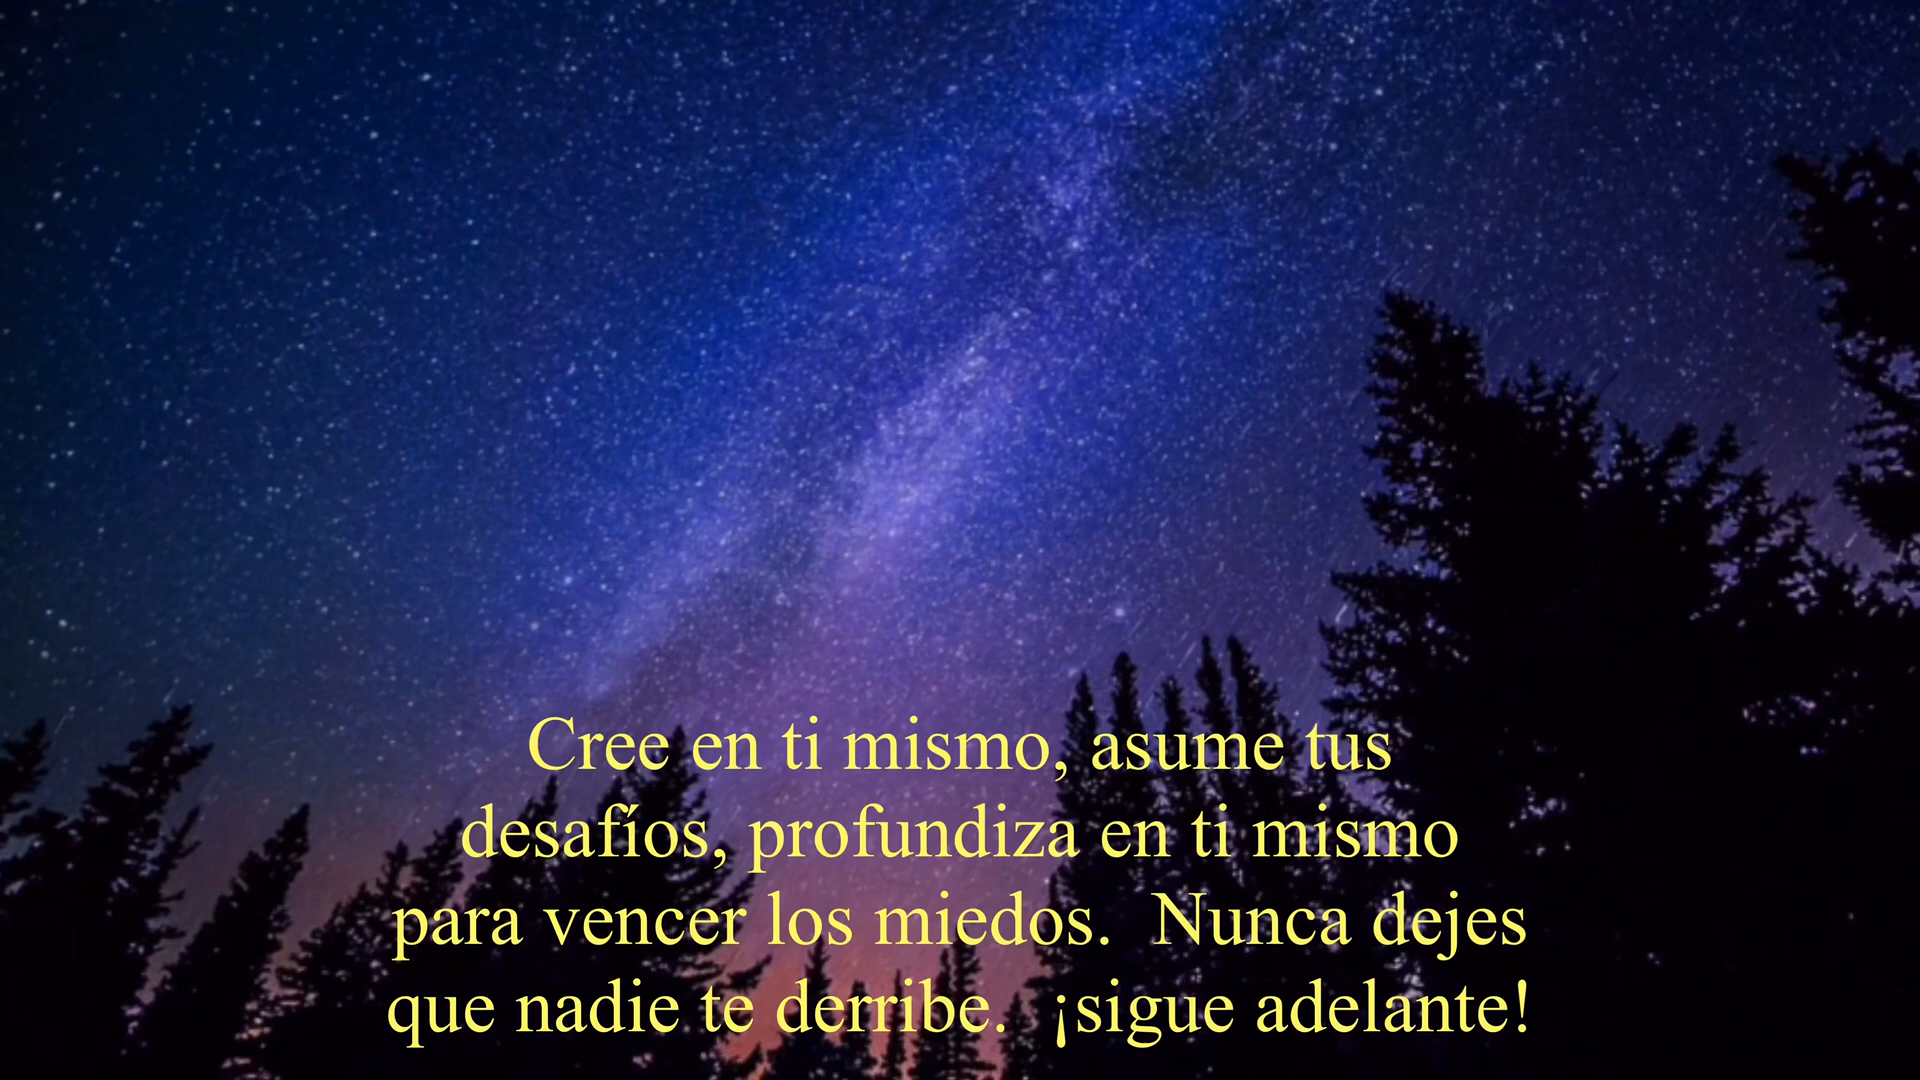 Cree en ti mismo, asume tus
desafíos, profundiza en ti mismo
para vencer los miedos.  Nunca dejes
que nadie te derribe.  ¡sigue adelante!